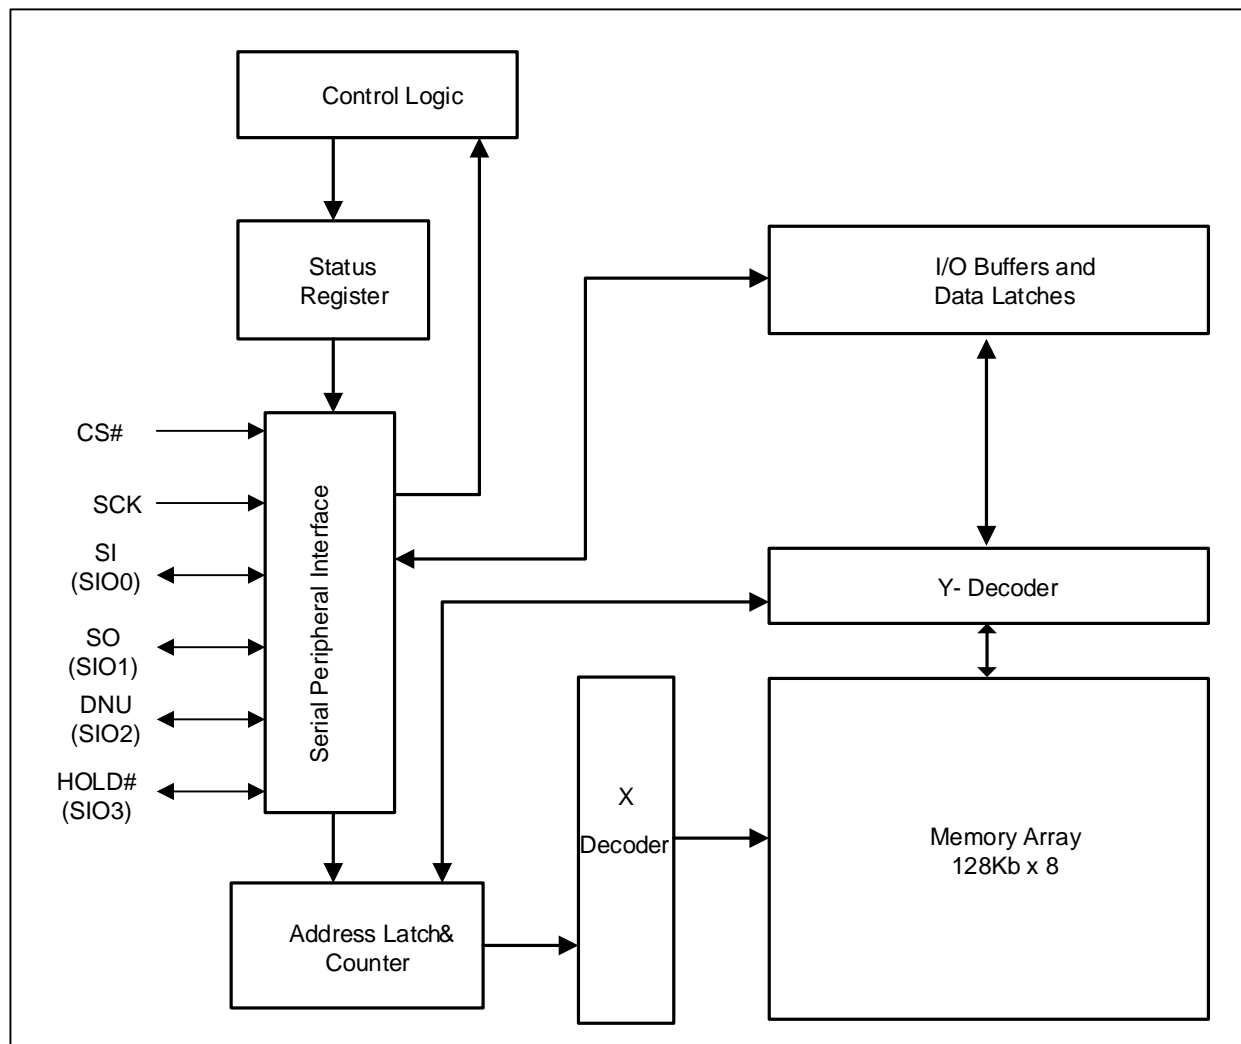 Control Logic
Status
Register
I/O Buffers and
Data Latches
CS#
SCK
SI
(SIO0)
SO
(SIO1)
DNU
(SIO2)
HOLD#
(SIO3)
Serial Peripheral Interface
Y- Decoder
X
Decoder
Memory Array
128Kb x 8
Address Latch&
Counter